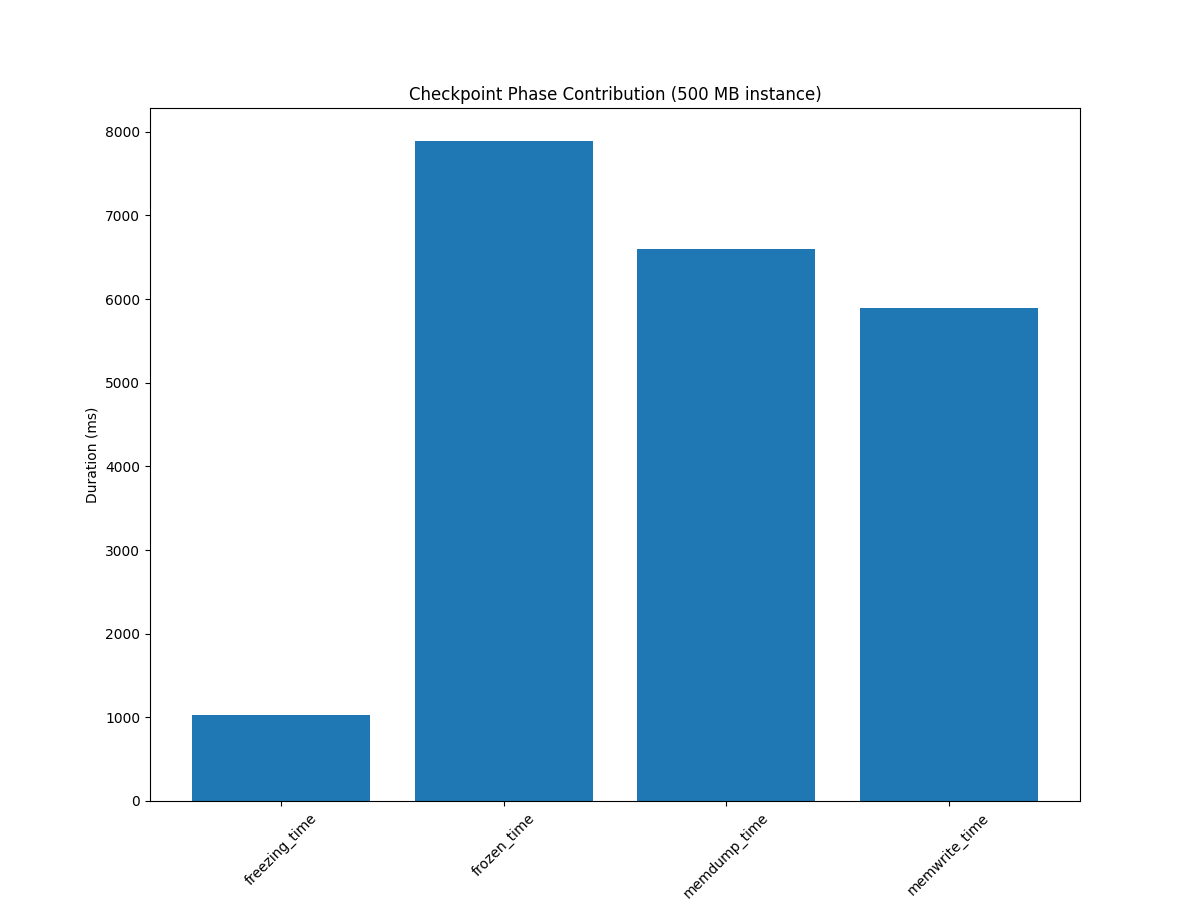 Checkpoint Phase Contribution (500 MB instance)
8000
7000
6000
5000
4000
3000
2000
1000
0
Duration (ms)
freezing_time
frozen_time
memdump_time
memwrite_time